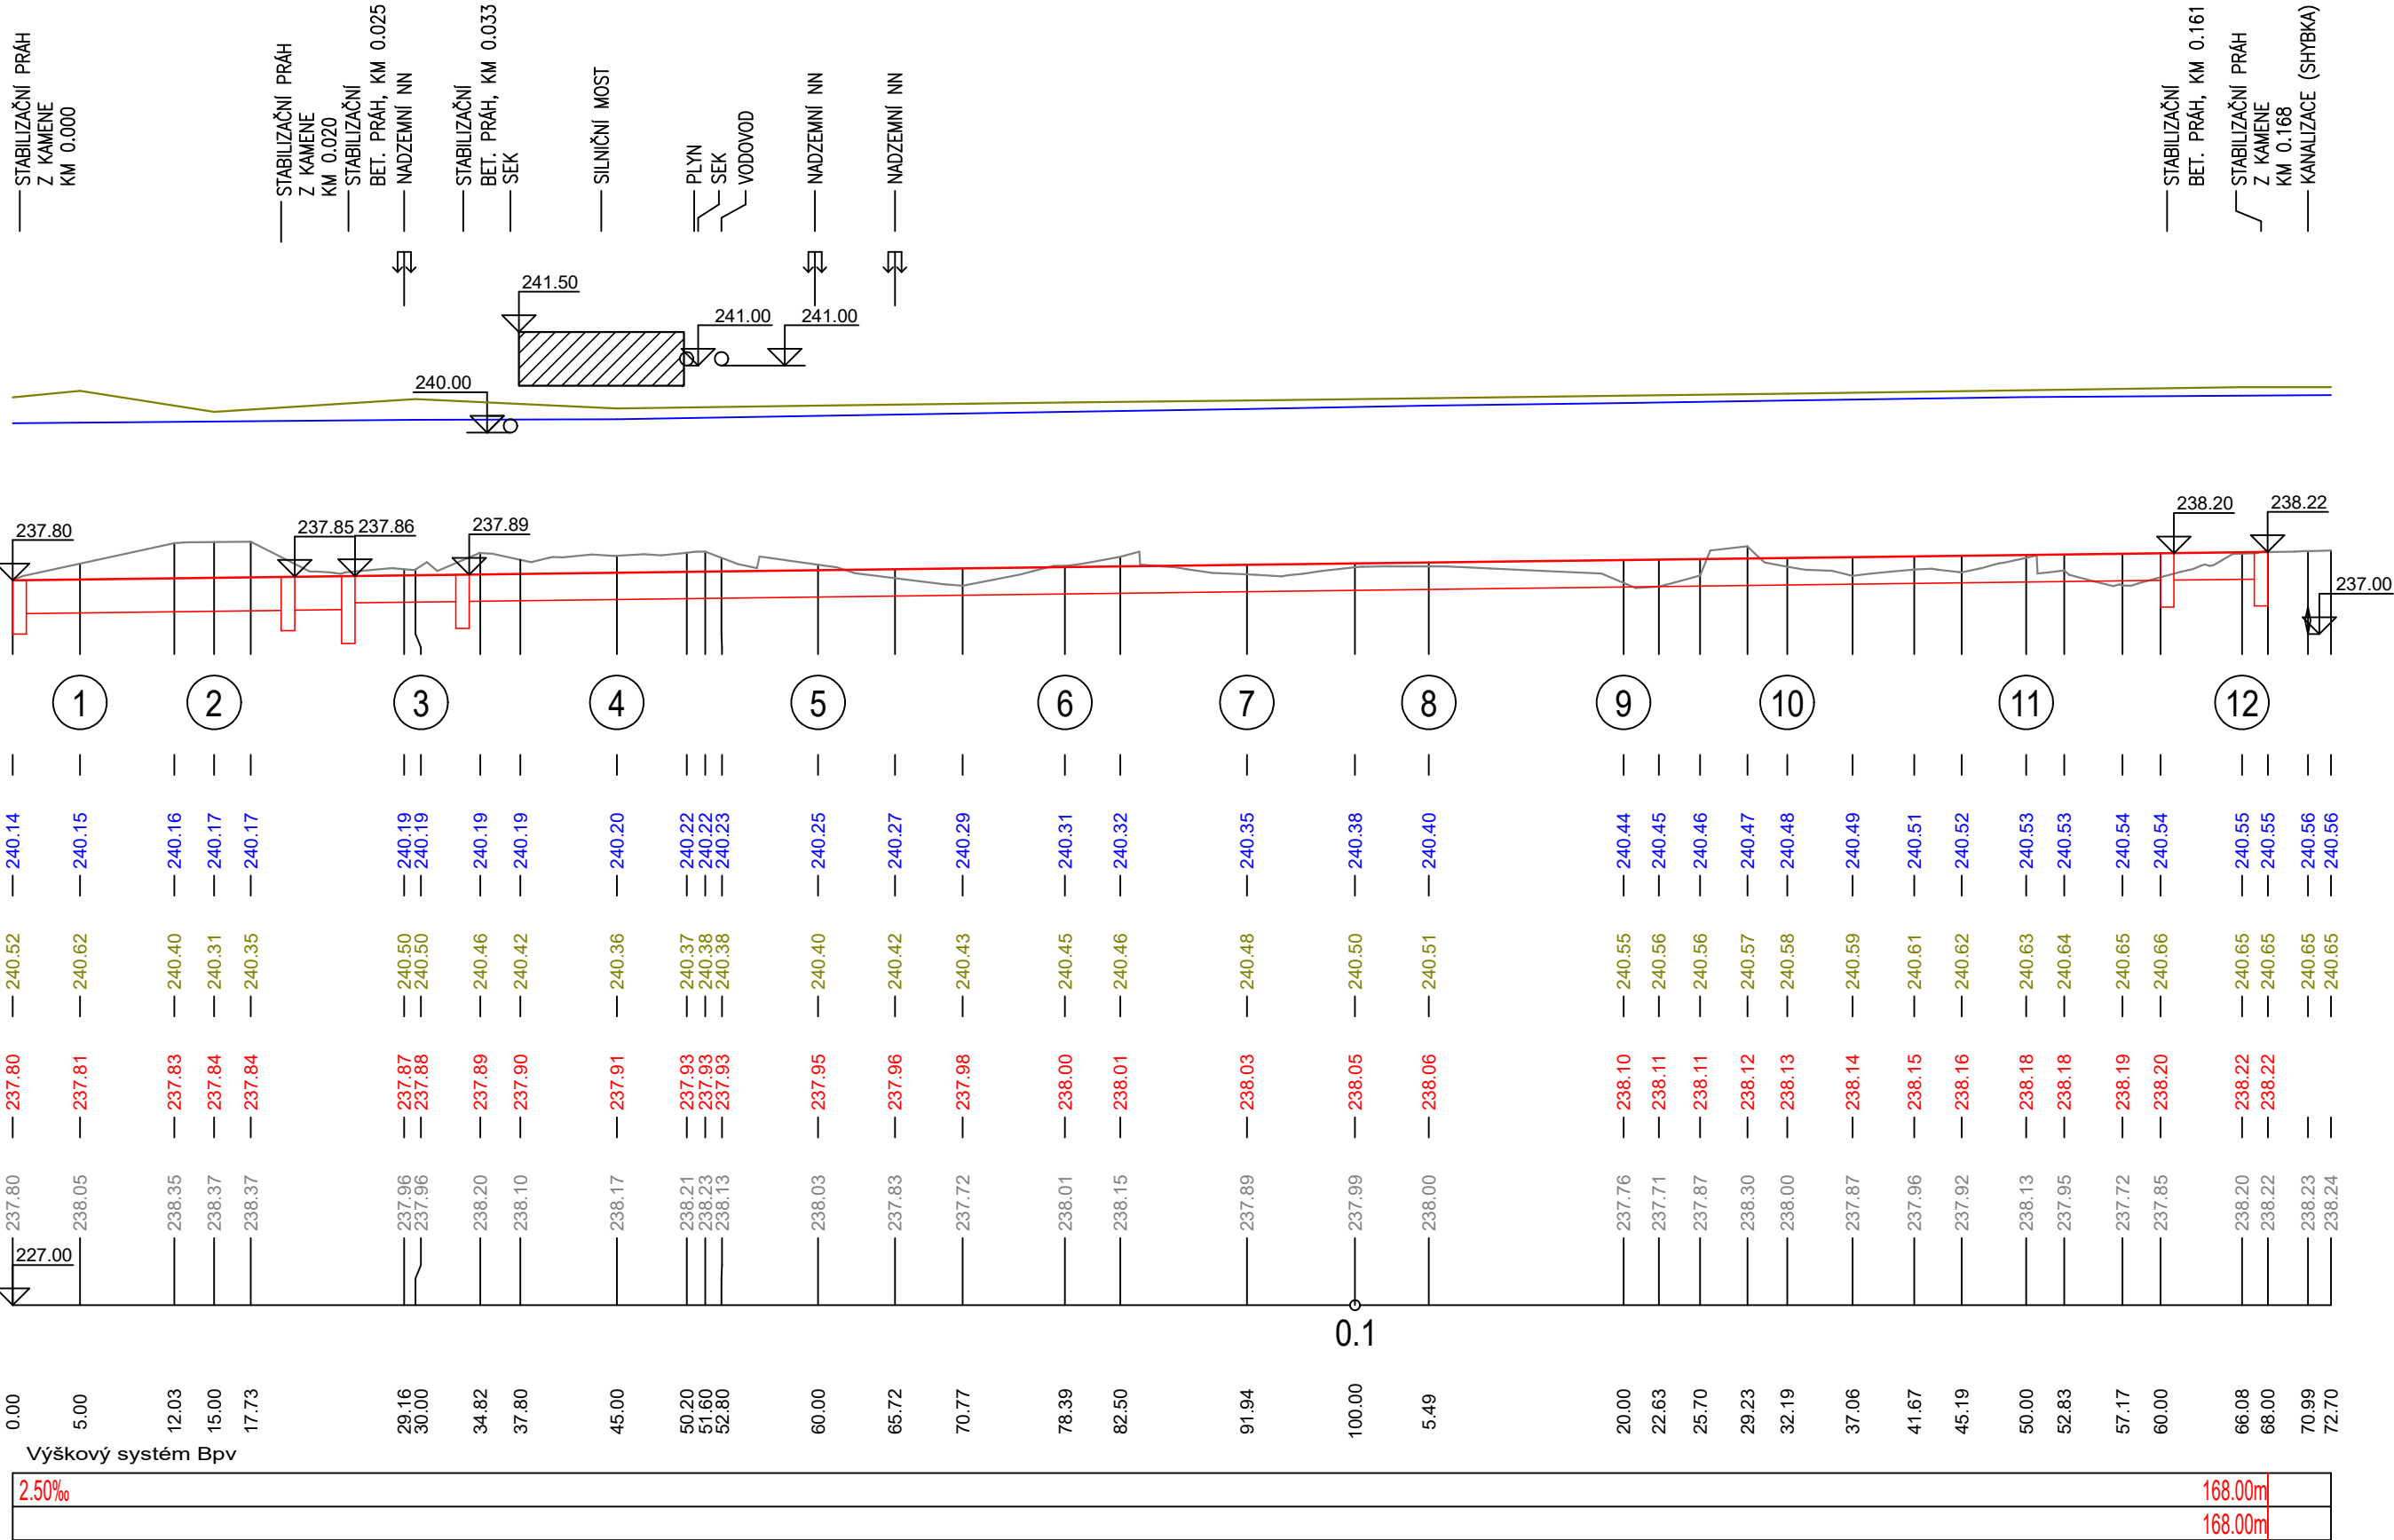 STABILIZAČNÍ PRÁH
Z KAMENE
KM 0.000
STABILIZAČNÍ PRÁH
Z KAMENE
KM 0.020
STABILIZAČNÍ
BET. PRÁH, KM 0.025
NADZEMNÍ NN
STABILIZAČNÍ
BET. PRÁH, KM 0.033
SEK
SILNIČNÍ MOST
PLYN
SEK
VODOVOD
NADZEMNÍ NN
NADZEMNÍ NN
STABILIZAČNÍ
BET. PRÁH, KM 0.161
STABILIZAČNÍ PRÁH
Z KAMENE
KM 0.168
KANALIZACE (SHYBKA)
241.50
241.00 241.00
240.00
237.80 237.85 237.86 237.89 238.20 238.22
237.00
1 2 3 4 5 6 7 8 9 10 11 12
240.14 240.15 240.16 240.17 240.17 240.19 240.19 240.19 240.19 240.20 240.22 240.22 240.23 240.25 240.27 240.29 240.31 240.32 240.35 240.38 240.40 240.44 240.45 240.46 240.47 240.48 240.49 240.51 240.52 240.53 240.53 240.54 240.54 240.55 240.55 240.56 240.56
240.52 240.62 240.40 240.31 240.35 240.50 240.50 240.46 240.42 240.36 240.37 240.38 240.38 240.40 240.42 240.43 240.45 240.46 240.48 240.50 240.51 240.55 240.56 240.56 240.57 240.58 240.59 240.61 240.62 240.63 240.64 240.65 240.66 240.65 240.65 240.65 240.65
237.80 237.81 237.83 237.84 237.84 237.87 237.88 237.89 237.90 237.91 237.93 237.93 237.93 237.95 237.96 237.98 238.00 238.01 238.03 238.05 238.06 238.10 238.11 238.11 238.12 238.13 238.14 238.15 238.16 238.18 238.18 238.19 238.20 238.22 238.22
237.80 238.05 238.35 238.37 238.37 237.96 237.96 238.20 238.10 238.17 238.21 238.23 238.13 238.03 237.83 237.72 238.01 238.15 237.89 237.99 238.00 237.76 237.71 237.87 238.30 238.00 237.87 237.96 237.92 238.13 237.95 237.72 237.85 238.20 238.22 238.23 238.24
227.00
0.1
0.00 5.00 12.03 15.00 17.73 29.16 30.00 34.82 37.80 45.00 50.20 51.60 52.80 60.00 65.72 70.77 78.39 82.50 91.94 100.00 5.49 20.00 22.63 25.70 29.23 32.19 37.06 41.67 45.19 50.00 52.83 57.17 60.00 66.08 68.00 70.99 72.70
Výškový systém Bpv
2.50‰ 168.00m
168.00m